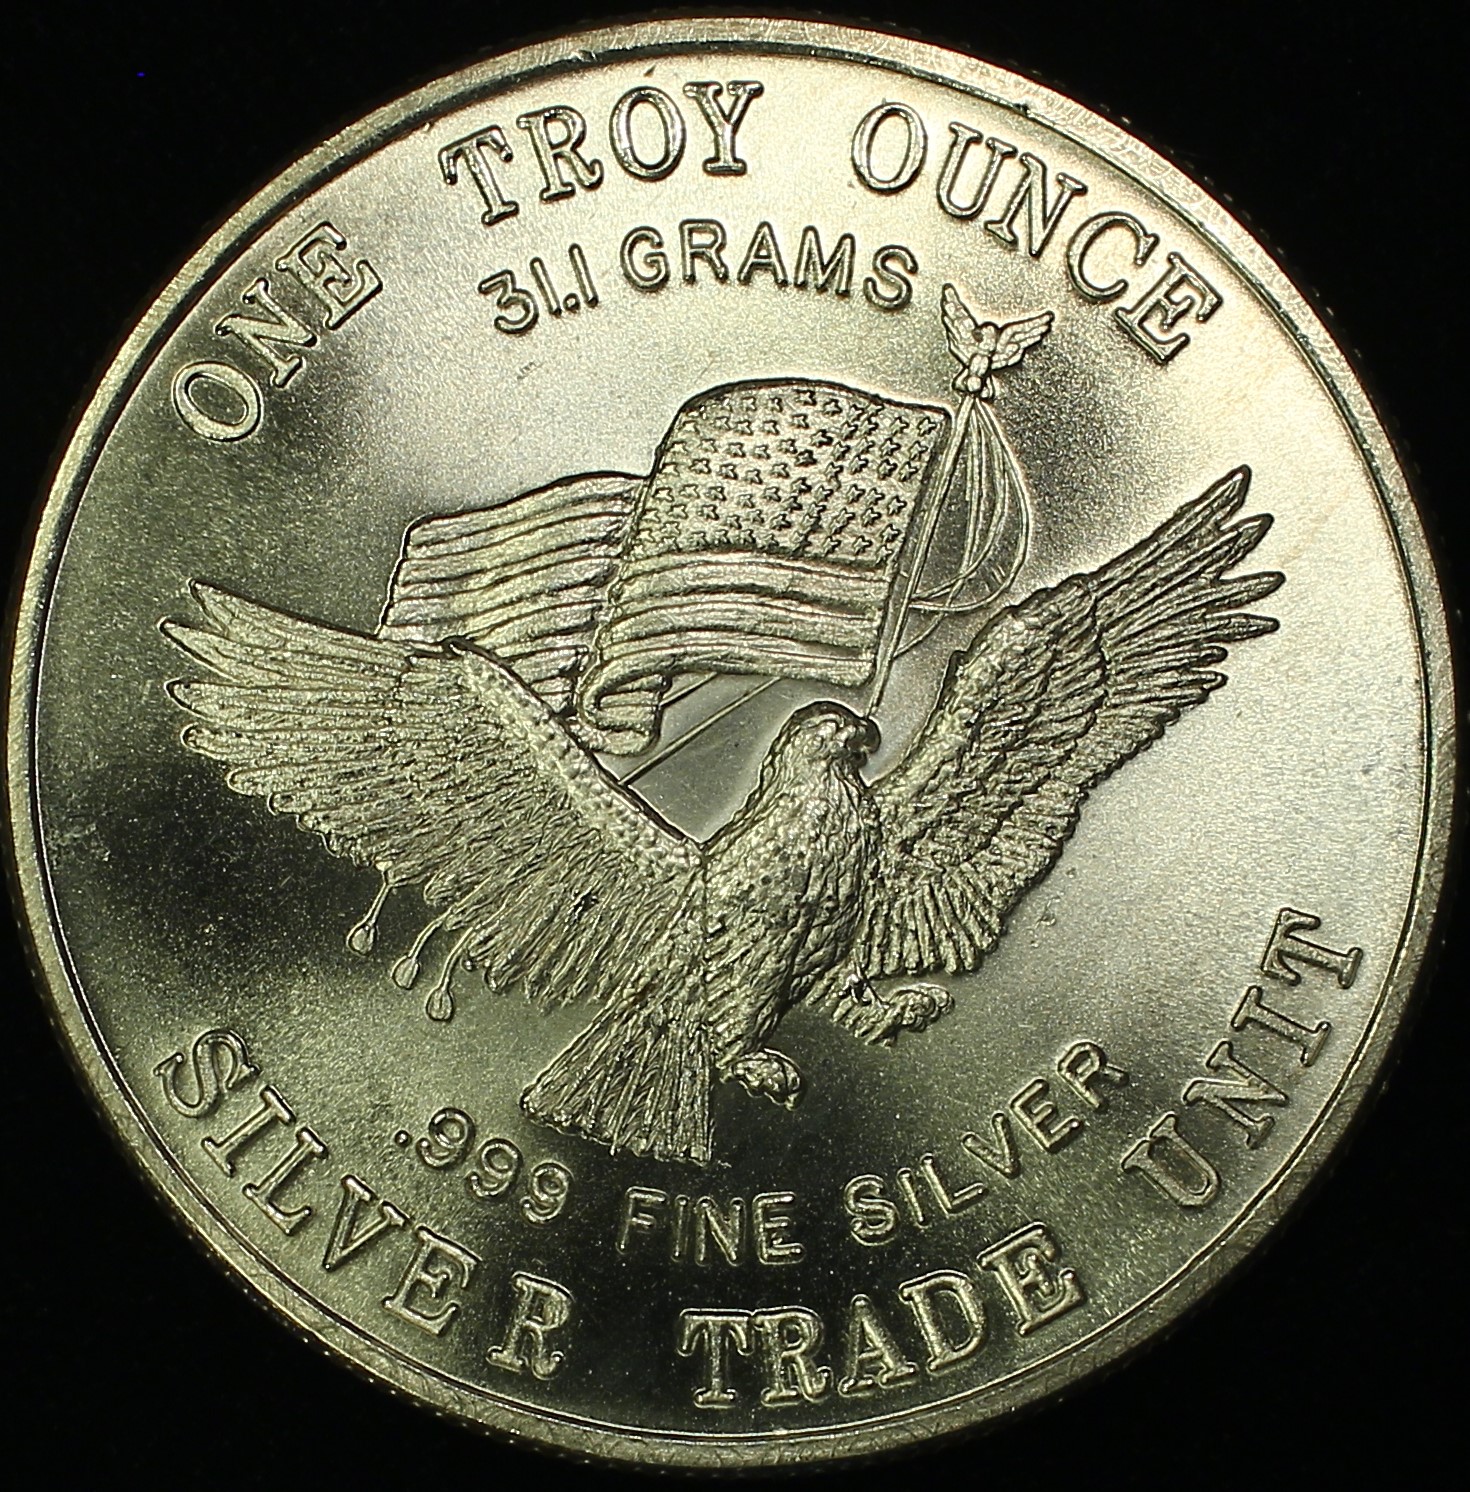 ONE TROY OUNCE
31.1 GRAMS
.999 FINE SILVER
SILVER TRADE UNIT